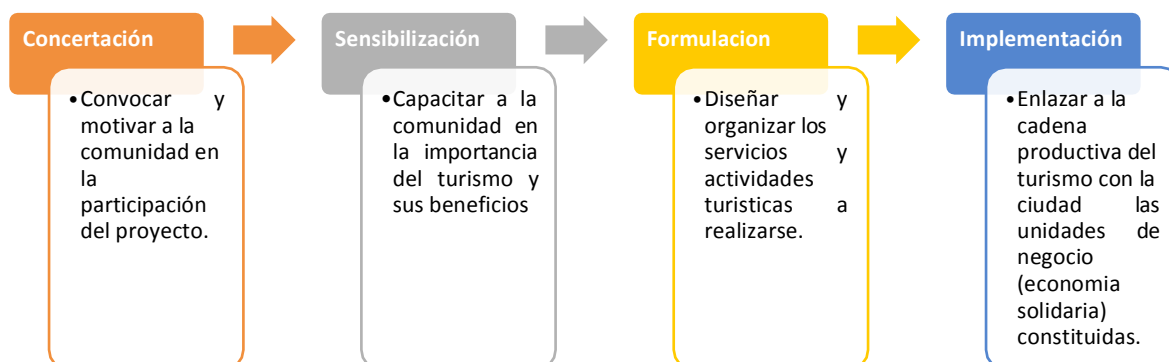 Concertación
•Convocar y
motivar a la
comunidad en
la
participación
del proyecto.
Sensibilización
•Capacitar a la
comunidad en
la importancia
del turismo y
sus beneficios
Formulacion
•Diseñar y
organizar los
servicios y
actividades
turisticas a
realizarse.
Implementación
•Enlazar a la
cadena
productiva del
turismo con la
ciudad las
unidades de
negocio
(economia
solidaria)
constituidas.